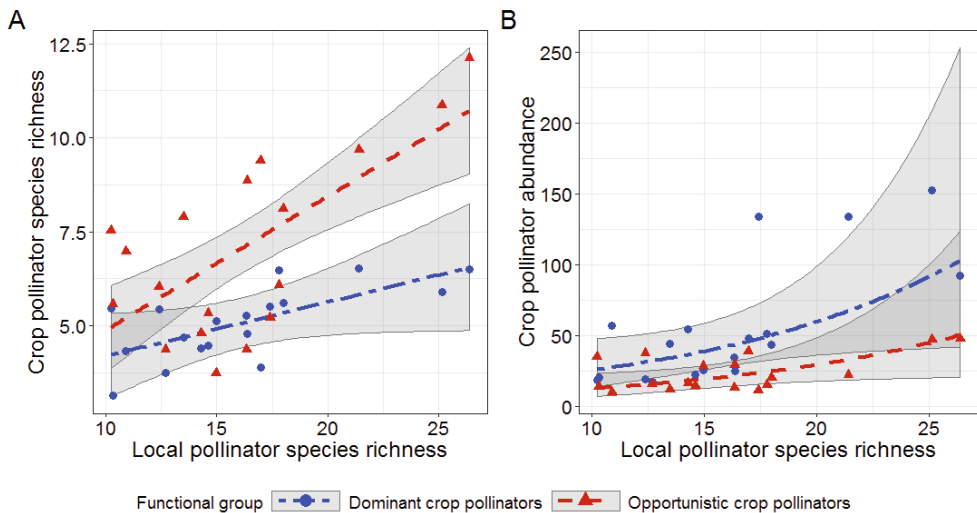 A
Crop pollinator species richness
12.5
10.0
7.5
5.0
10
15
20
25
Local pollinator species richness
B
Crop pollinator abundance
250
200
150
100
50
0
10
15
20
25
Local pollinator species richness
Functional group
Dominant crop pollinators
Opportunistic crop pollinators